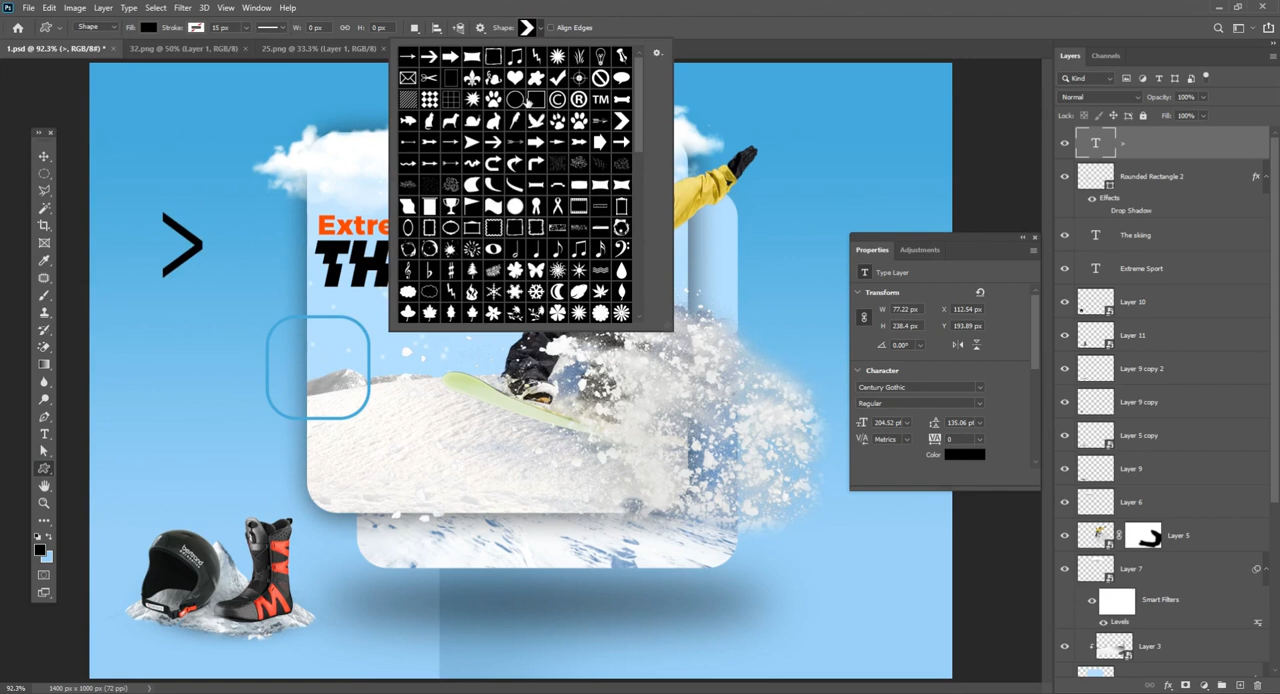 Ps File Edit Image Layer Type Select Filter 3D View Window Help
Shape Fill: Stroke: 15 px W: 0 px H: 0 px Shape: Align Edges
1.psd @ 92.3% (>, RGB/8#) * × 32.png @ 50% (Layer 1, RGB/8) × 25.png @ 33.3% (Layer 1, RGB/8) ×
Layers Channels
Kind
Normal Opacity: 100%
Lock: Fill: 100%
T >
Rounded Rectangle 2 fx
Effects
Drop Shadow
T The skiing
T Extreme Sport
Layer 10
Layer 11
Layer 9 copy 2
Layer 9 copy
Layer 5 copy
Layer 9
Layer 6
Layer 5
Layer 7
Smart Filters
Levels
Layer 3
fx
© ® TM
>
Extre
TH
Properties Adjustments
T Type Layer
Transform
W 77.22 px X 112.54 px
H 238.4 px Y 193.89 px
0.00°
Character
Century Gothic
Regular
204.52 pt 135.06 pt
Metrics VA 0
Color
M
92.3% 1400 px x 1000 px (72 ppi)